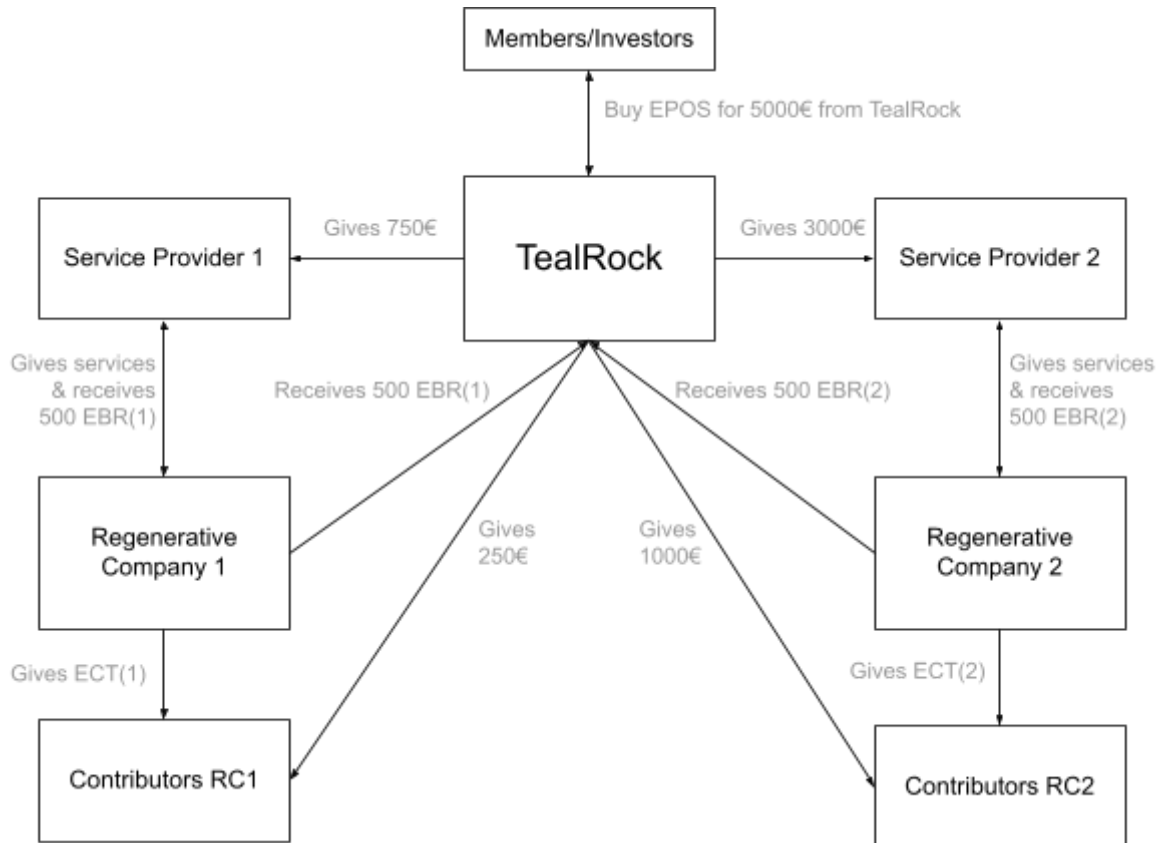 Members/Investors
Buy EPOS for 5000€ from TealRock
Gives 750€
TealRock
Gives 3000€
Service Provider 1
Service Provider 2
Gives services
& receives
500 EBR(1)
Receives 500 EBR(1)
Receives 500 EBR(2)
Gives services
& receives
500 EBR(2)
Regenerative
Company 1
Gives
250€
Gives
1000€
Regenerative
Company 2
Gives ECT(1)
Gives ECT(2)
Contributors RC1
Contributors RC2